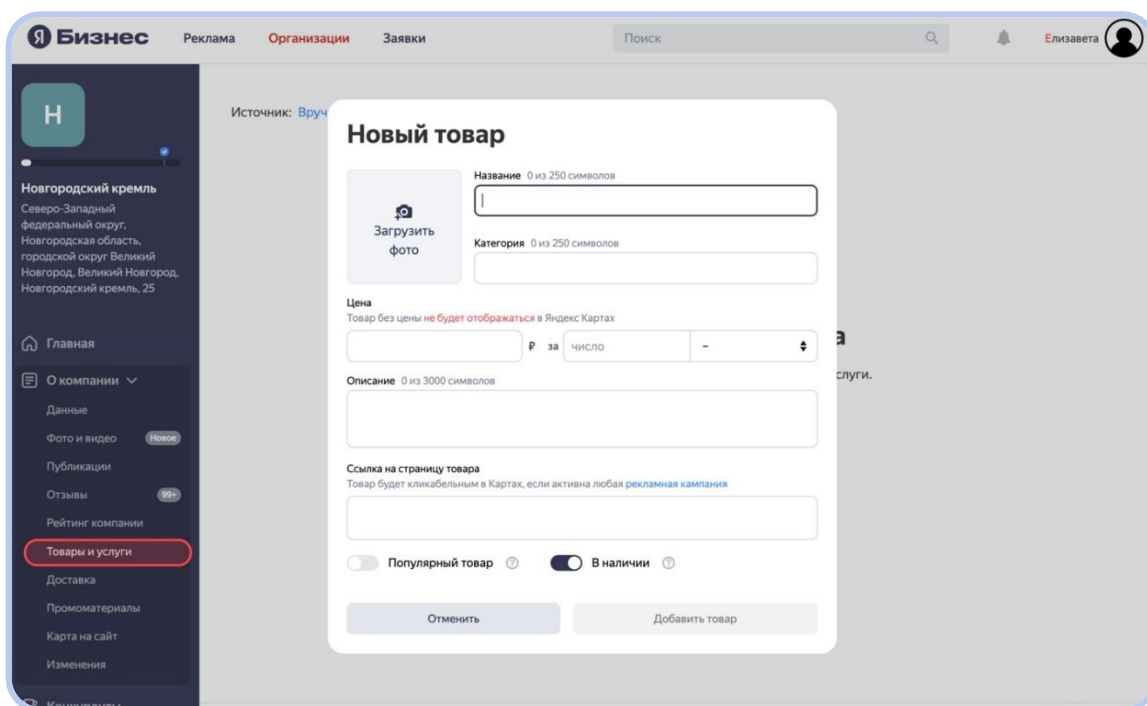 Я Бизнес Реклама Организации Заявки Поиск Елизавета
Н
Новгородский кремль
Северо-Западный
федеральный округ,
Новгородская область,
городской округ Великий
Новгород, Великий Новгород,
Новгородский кремль, 25
Главная
О компании
Данные
Фото и видео Новое
Публикации
Отзывы 99+
Рейтинг компании
Товары и услуги
Доставка
Промоматериалы
Карта на сайт
Изменения
Конкуренты
Источник: Вруч
Новый товар
Загрузить
фото
Название 0 из 250 символов
Категория 0 из 250 символов
Цена
Товар без цены не будет отображаться в Яндекс Картах
₽ за число –
Описание 0 из 3000 символов
Ссылка на страницу товара
Товар будет кликабельным в Картах, если активна любая рекламная кампания
Популярный товар ? В наличии ?
Отменить Добавить товар
а
слуги.